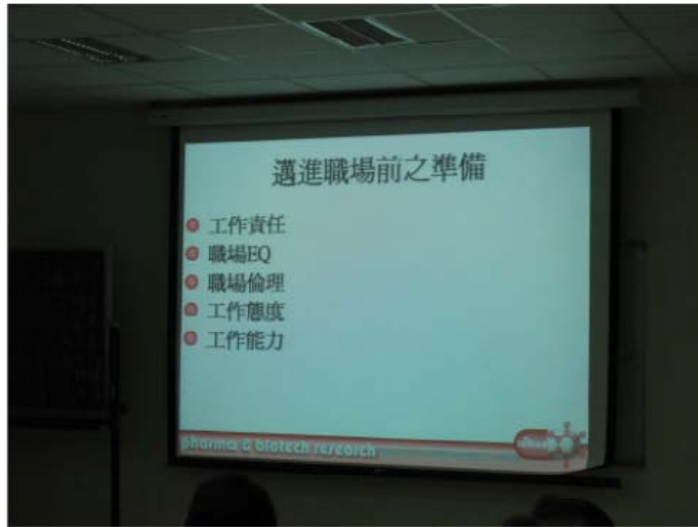 邁進職場前之準備
工作責任
職場EQ
職場倫理
工作態度
工作能力
pharma & biotech research